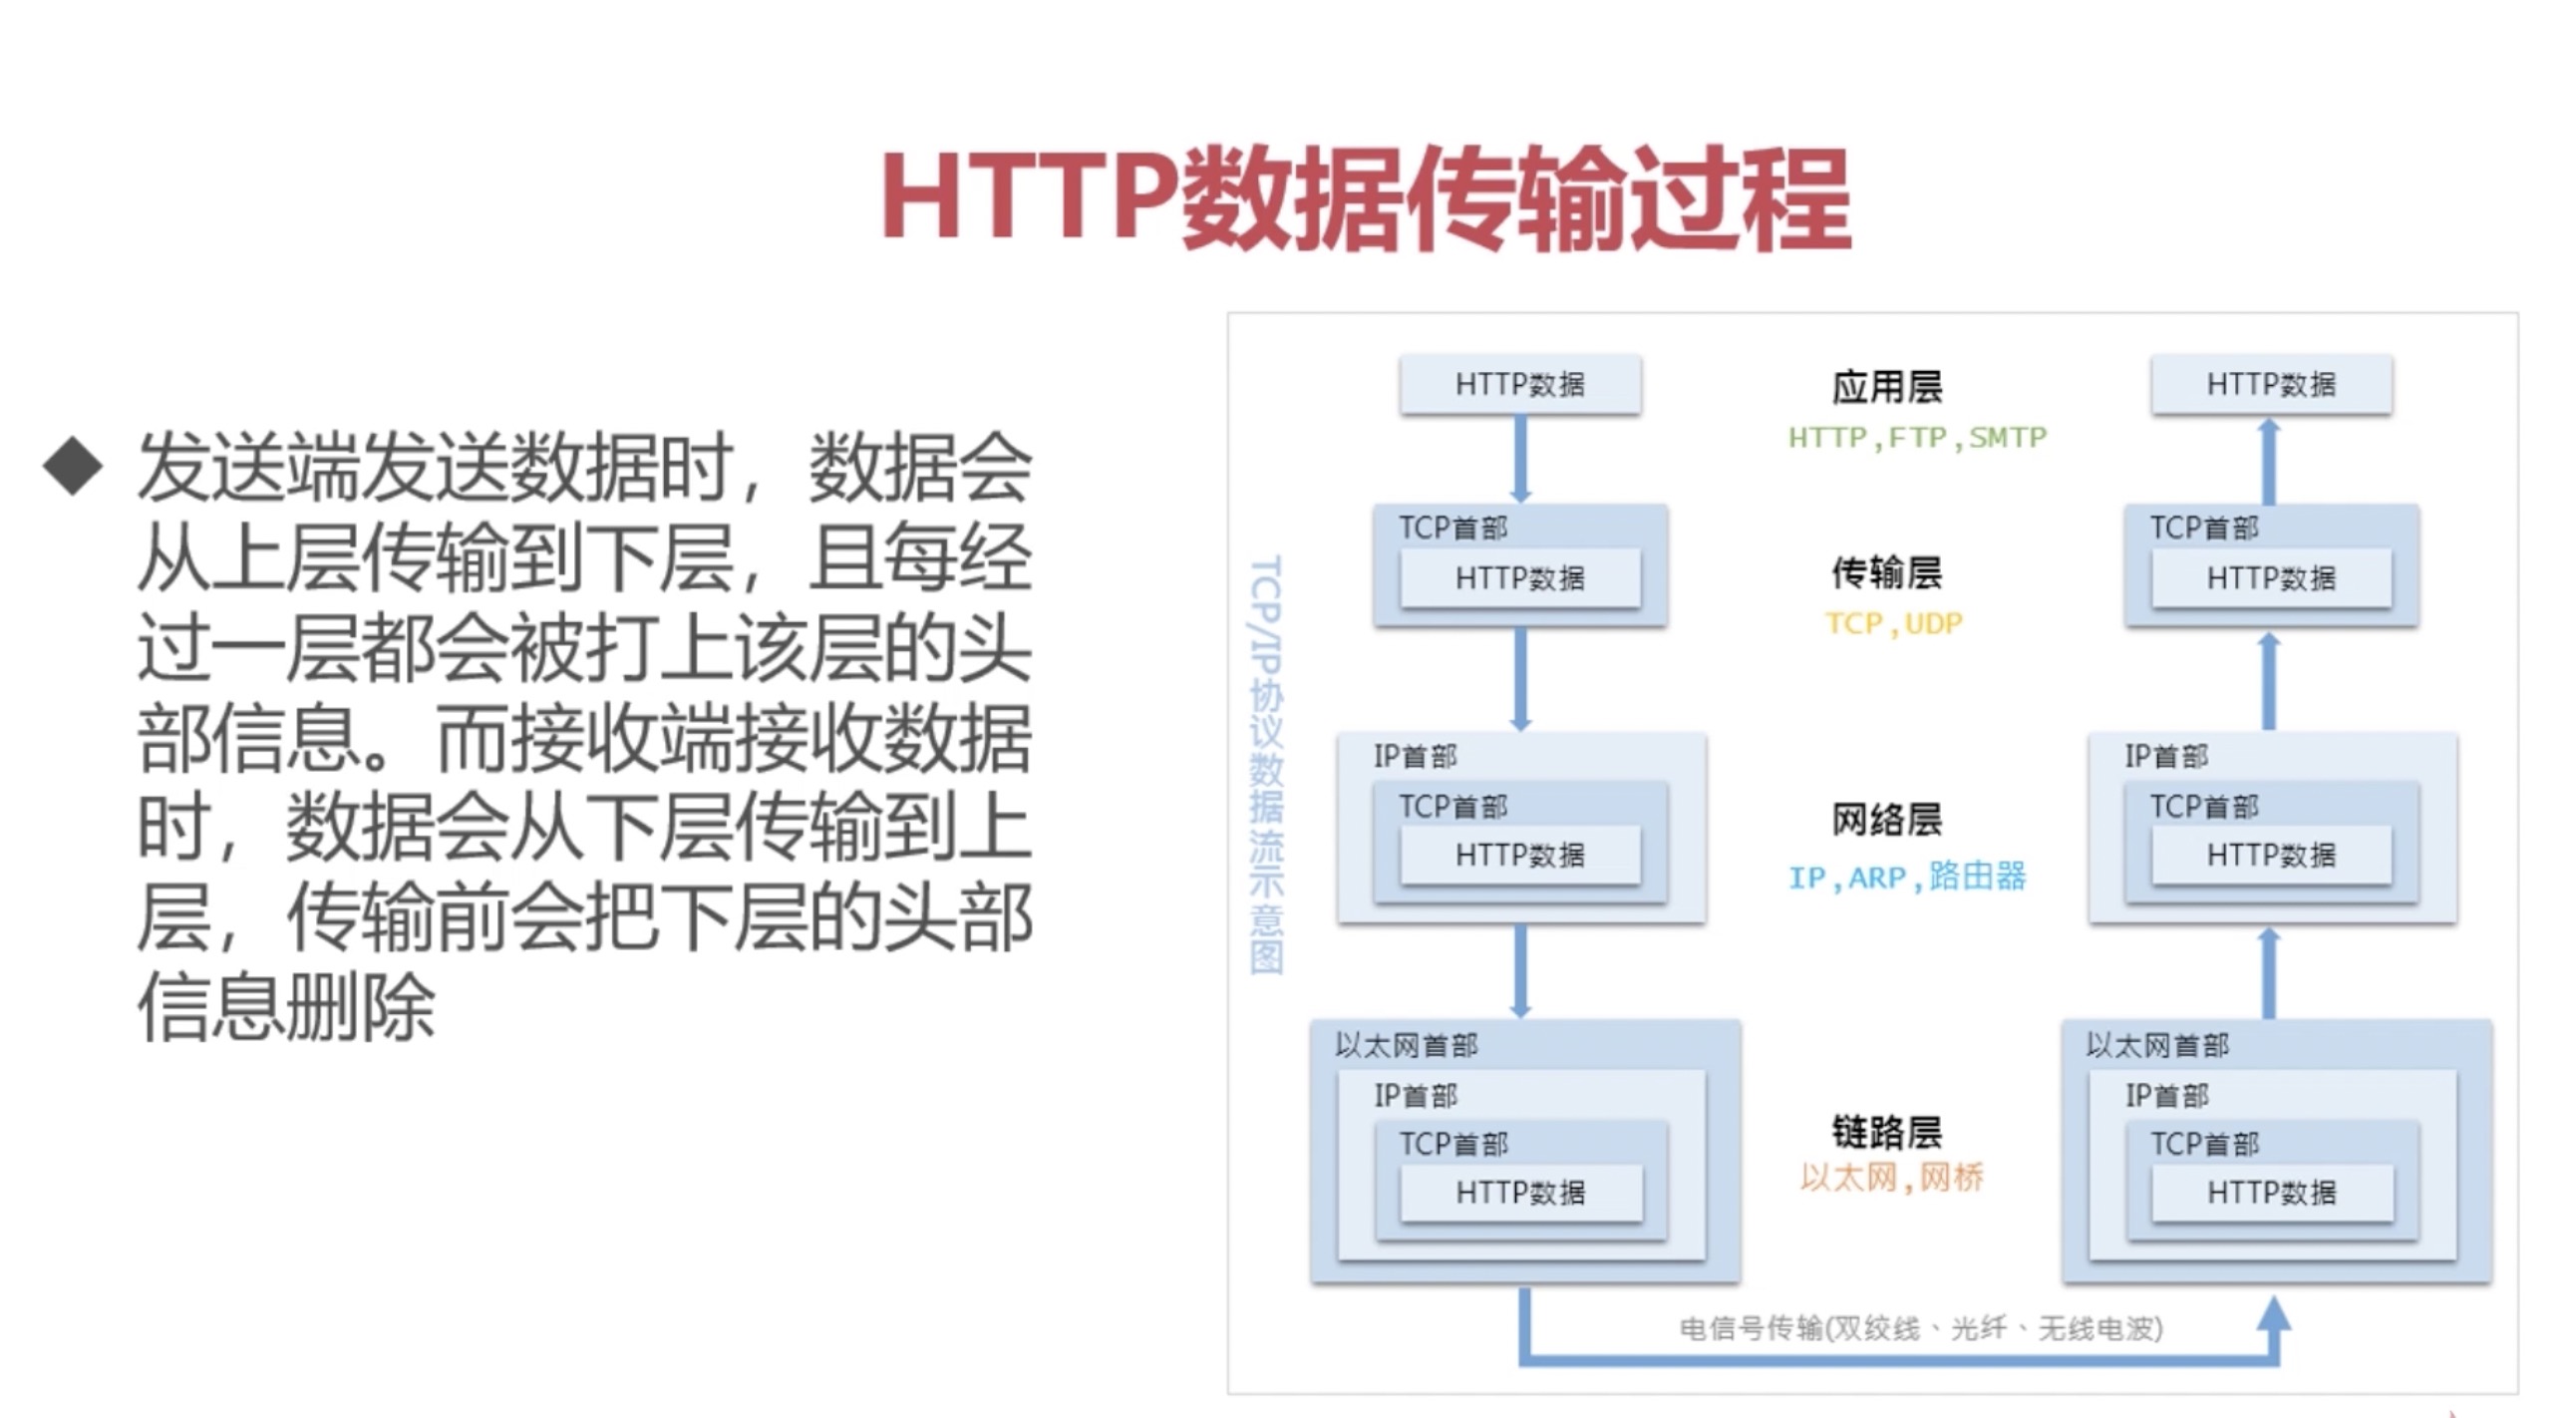 HTTP数据传输过程
◆ 发送端发送数据时，数据会
从上层传输到下层，且每经
过一层都会被打上该层的头
部信息。而接收端接收数据
时，数据会从下层传输到上
层，传输前会把下层的头部
信息删除
TCP/IP协议数据流示意图
HTTP数据
应用层
HTTP,FTP,SMTP
HTTP数据
TCP首部
HTTP数据
传输层
TCP,UDP
TCP首部
HTTP数据
IP首部
TCP首部
HTTP数据
网络层
IP,ARP,路由器
IP首部
TCP首部
HTTP数据
以太网首部
IP首部
TCP首部
HTTP数据
链路层
以太网,网桥
以太网首部
IP首部
TCP首部
HTTP数据
电信号传输(双绞线、光纤、无线电波)